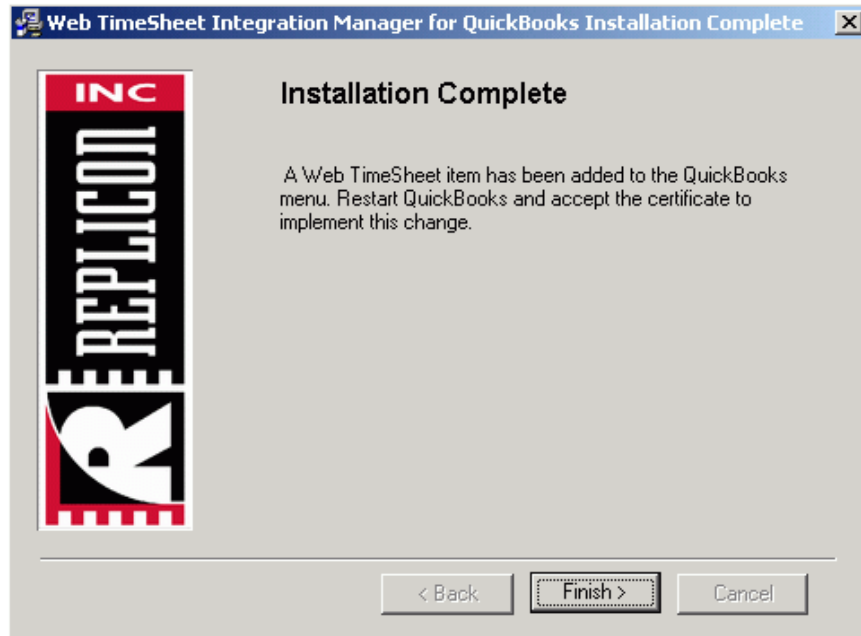 Web TimeSheet Integration Manager for QuickBooks Installation Complete
INC
REPLICON
R
Installation Complete
A Web TimeSheet item has been added to the QuickBooks
menu. Restart QuickBooks and accept the certificate to
implement this change.
< Back
Finish >
Cancel